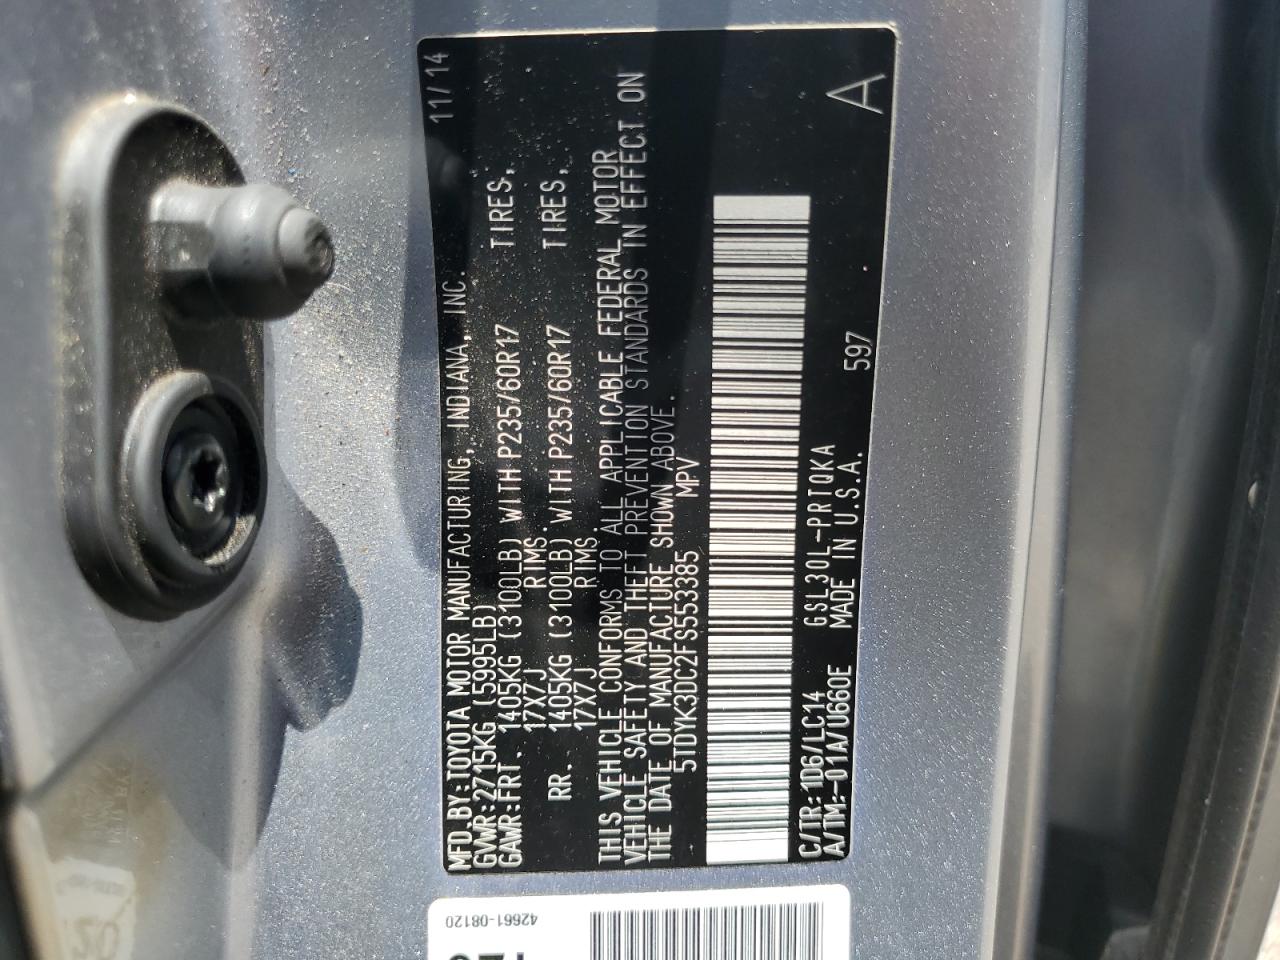 MFD.BY:TOYOTA MOTOR MANUFACTURING, INDIANA, INC. 11/14
GVWR:2715KG (5995LB)
GAWR:FRT. 1405KG (3100LB) WITH P235/60R17 TIRES,
17X7J RIMS.
RR. 1405KG (3100LB) WITH P235/60R17 TIRES,
17X7J RIMS
THIS VEHICLE CONFORMS TO ALL APPLICABLE FEDERAL MOTOR
VEHICLE SAFETY AND THEFT PREVENTION STANDARDS IN EFFECT ON
THE DATE OF MANUFACTURE SHOWN ABOVE.
5TDYK3DC2FS553385 MPV
C/TR:1D6/LC14 GSL30L-PRTQKA 597 A
A/TM:-01A/U660E MADE IN U.S.A.
42661-08120